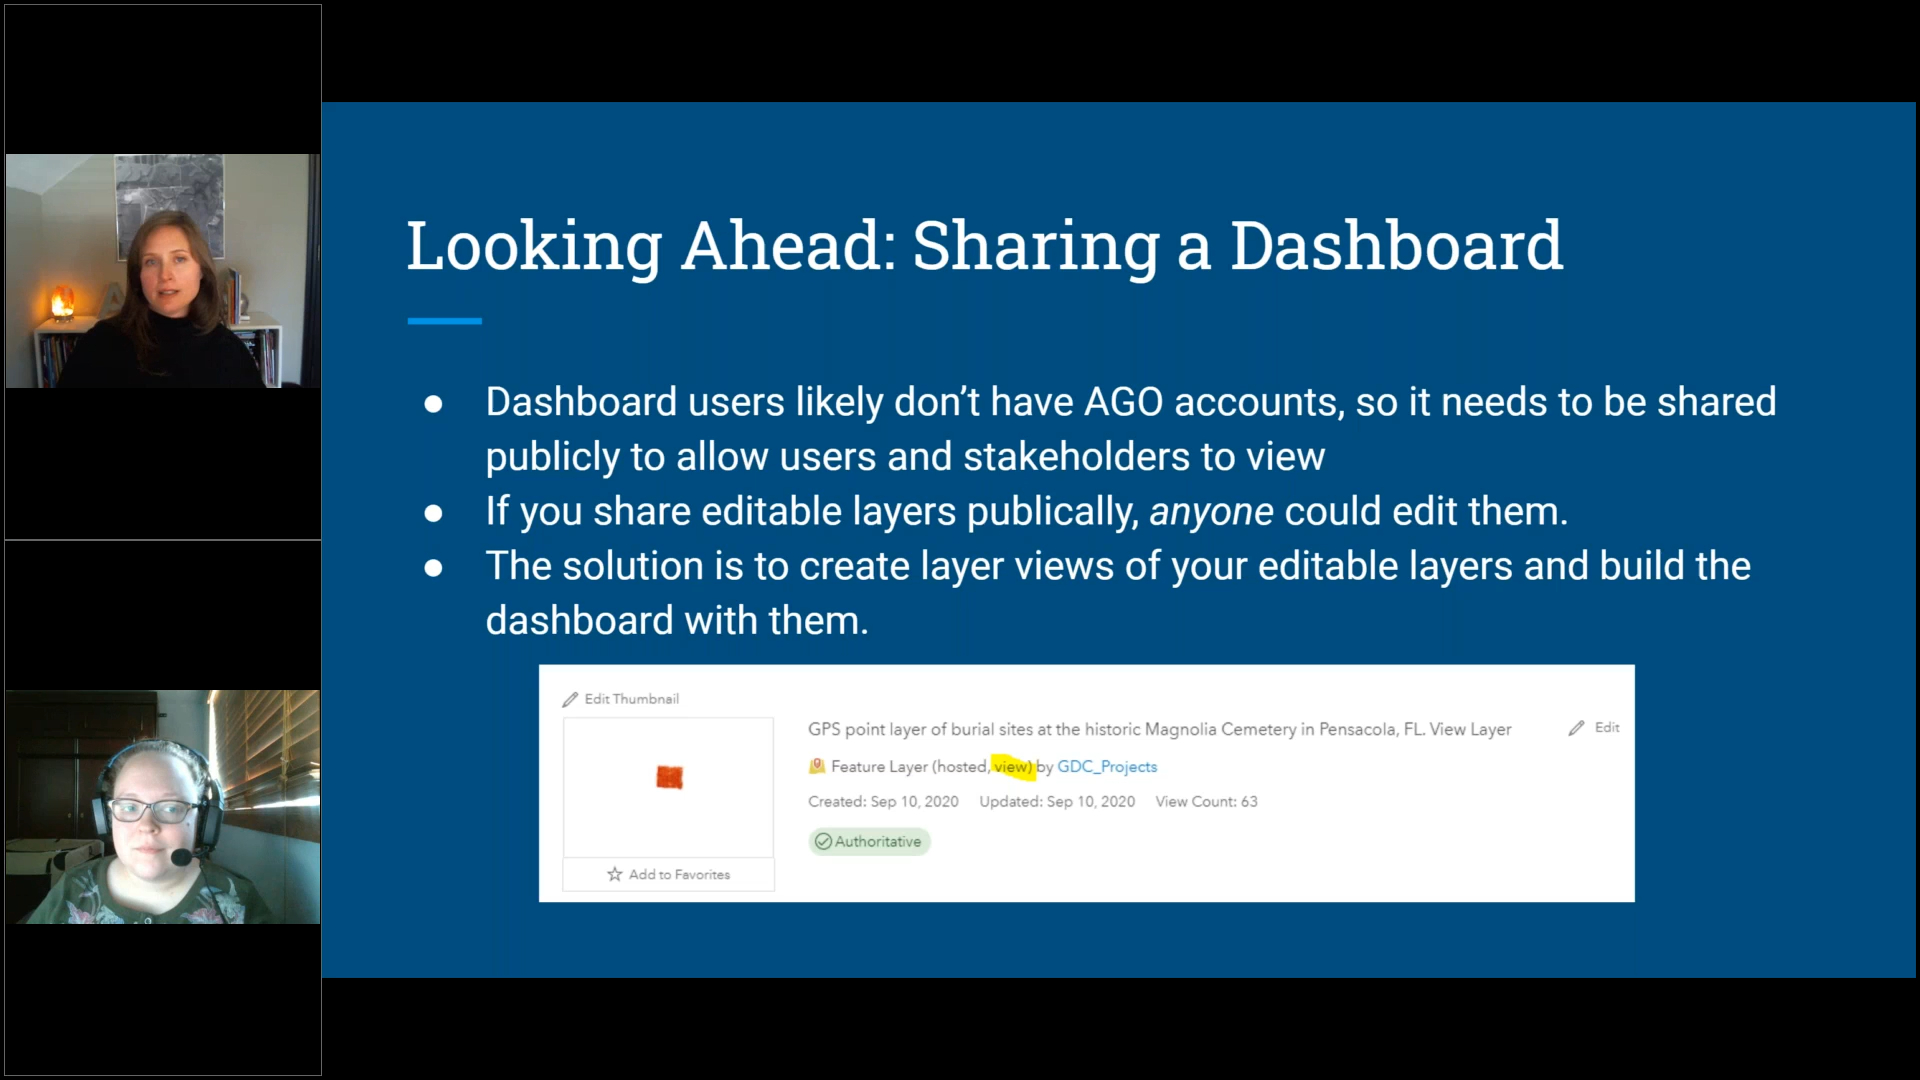 Looking Ahead: Sharing a Dashboard
● Dashboard users likely don’t have AGO accounts, so it needs to be shared
publicly to allow users and stakeholders to view
● If you share editable layers publically, anyone could edit them.
● The solution is to create layer views of your editable layers and build the
dashboard with them.
Edit Thumbnail
GPS point layer of burial sites at the historic Magnolia Cemetery in Pensacola, FL. View Layer
Edit
Feature Layer (hosted, view) by GDC_Projects
Created: Sep 10, 2020 Updated: Sep 10, 2020 View Count: 63
Authoritative
Add to Favorites